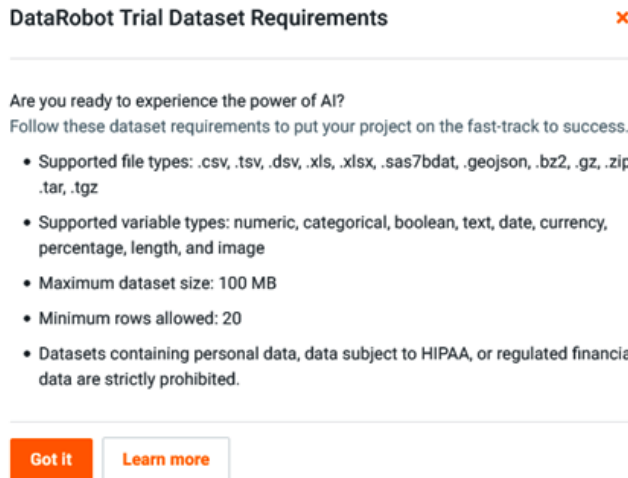 DataRobot Trial Dataset Requirements
Are you ready to experience the power of AI?
Follow these dataset requirements to put your project on the fast-track to success.
• Supported file types: .csv, .tsv, .dsv, .xls, .xlsx, .sas7bdat, .geojson, .bz2, .gz, .zip
.tar, .tgz
• Supported variable types: numeric, categorical, boolean, text, date, currency,
percentage, length, and image
• Maximum dataset size: 100 MB
• Minimum rows allowed: 20
• Datasets containing personal data, data subject to HIPAA, or regulated financia
data are strictly prohibited.
Got it
Learn more